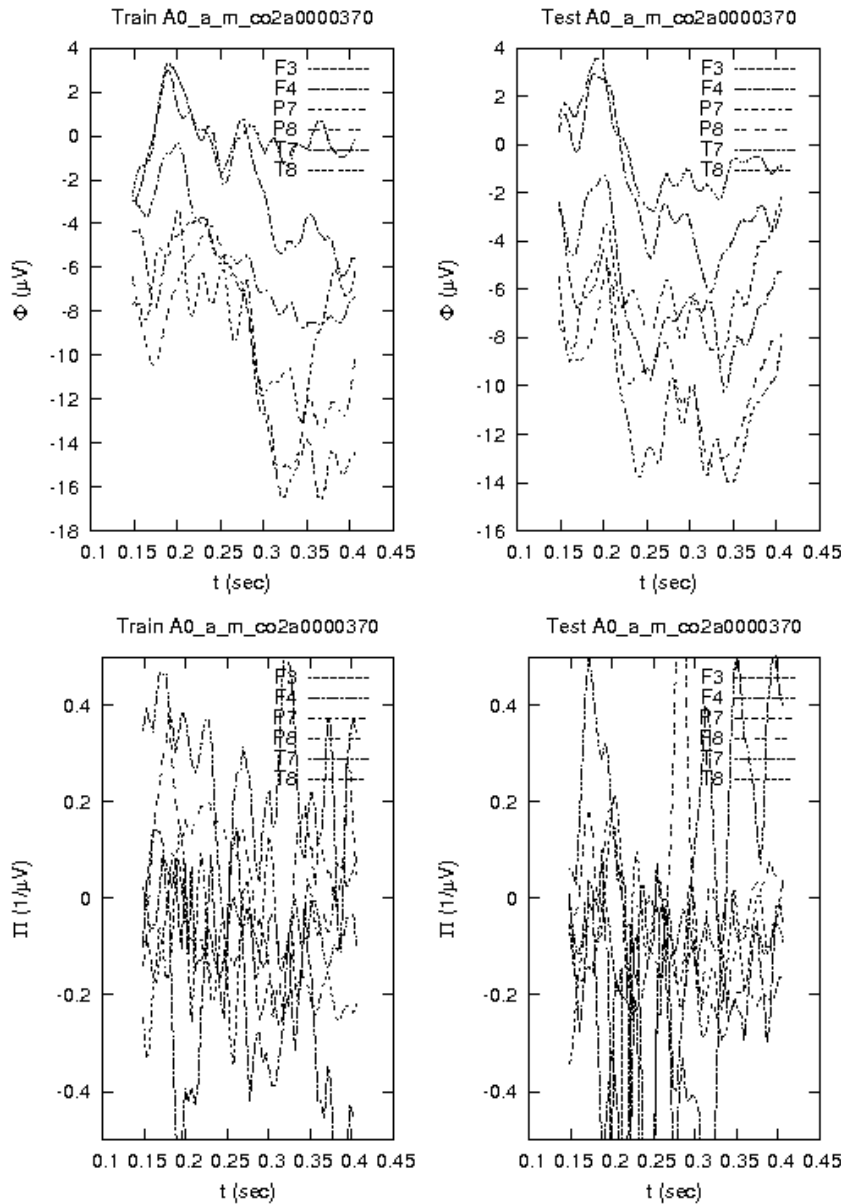 Train A0_a_m_co2a0000370
4
2
0
-2
-4
-6
-8
-10
-12
-14
-16
-18
Φ (μV)
F3
F4
P7
P8
T7
T8
0.1 0.15 0.2 0.25 0.3 0.35 0.4 0.45
t (sec)
Test A0_a_m_co2a0000370
4
2
0
-2
-4
-6
-8
-10
-12
-14
-16
Φ (μV)
F3
F4
P7
P8
T7
T8
0.1 0.15 0.2 0.25 0.3 0.35 0.4 0.45
t (sec)
Train A0_a_m_co2a0000370
0.4
0.2
0
-0.2
-0.4
Π (1/μV)
F3
F4
P7
P8
T7
T8
0.1 0.15 0.2 0.25 0.3 0.35 0.4 0.45
t (sec)
Test A0_a_m_co2a0000370
0.4
0.2
0
-0.2
-0.4
Π (1/μV)
F3
F4
P7
P8
T7
T8
0.1 0.15 0.2 0.25 0.3 0.35 0.4 0.45
t (sec)